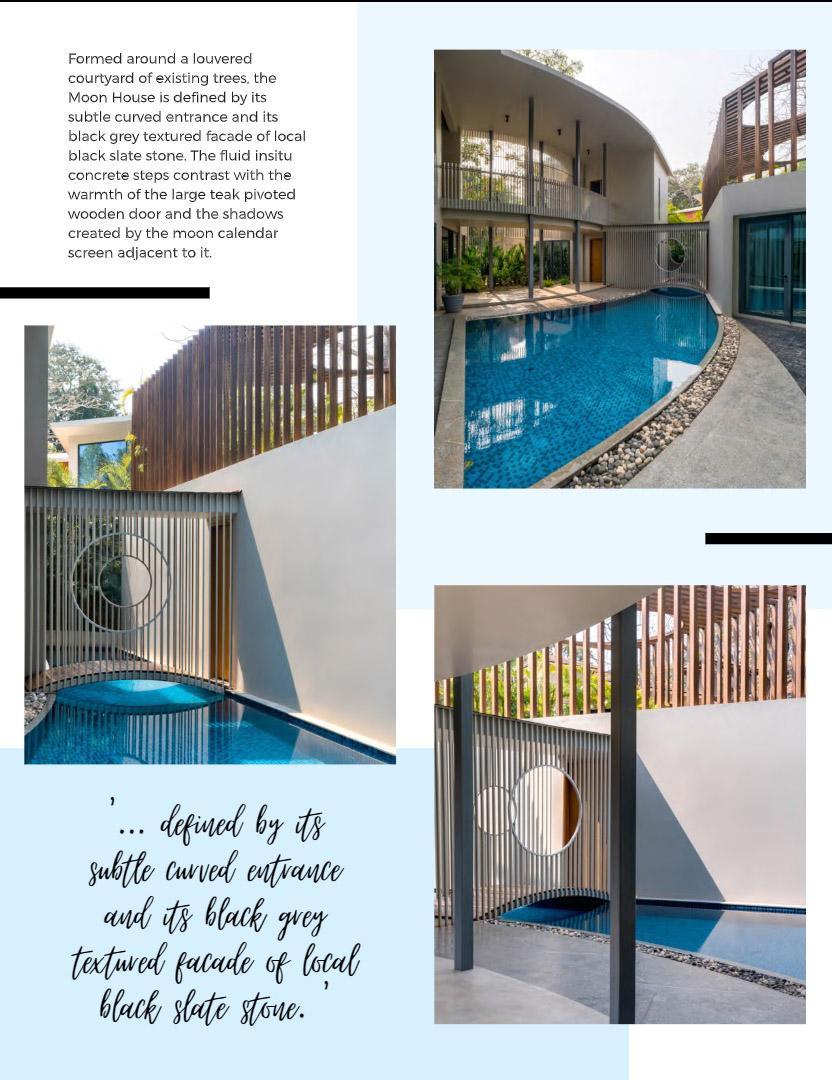 Formed around a louvered
courtyard of existing trees, the
Moon House is defined by its
subtle curved entrance and its
black grey textured facade of local
black slate stone. The fluid insitu
concrete steps contrast with the
warmth of the large teak pivoted
wooden door and the shadows
created by the moon calendar
screen adjacent to it.
'... defined by its
subtle curved entrance
and its black grey
textured facade of local
black slate stone. '